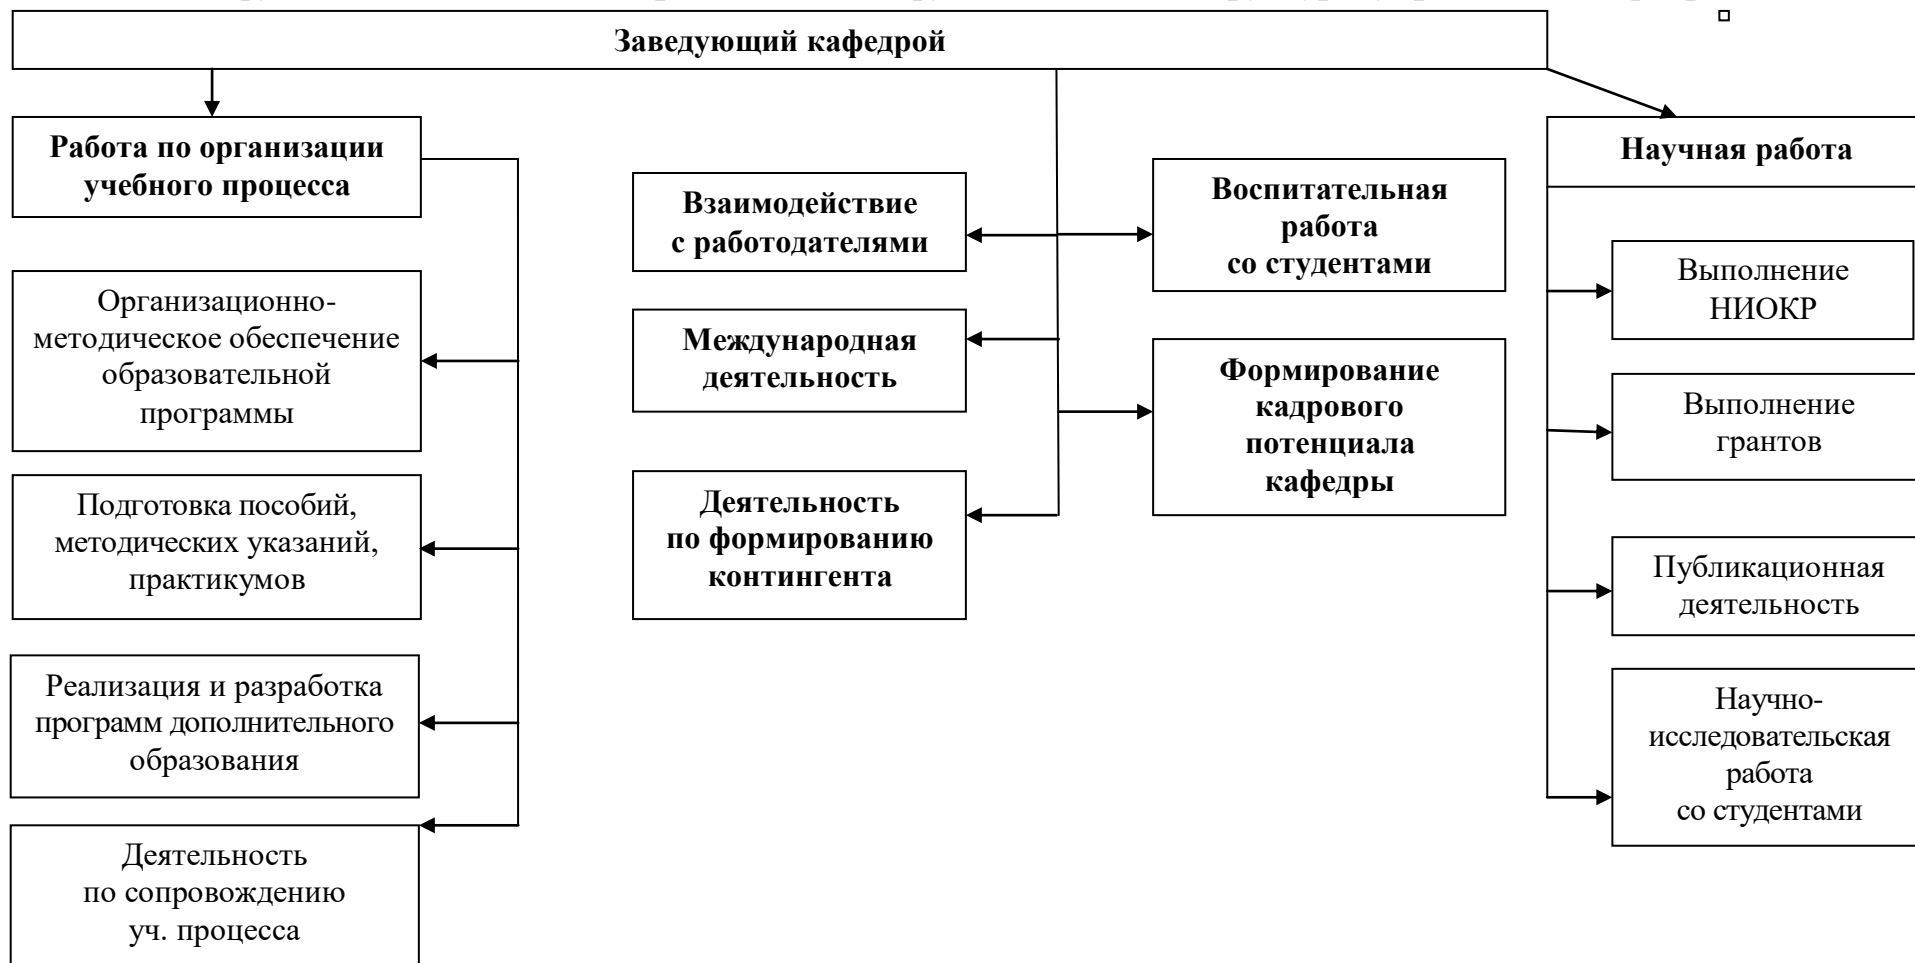 Заведующий кафедрой
Работа по организации
учебного процесса
Организационно-
методическое обеспечение
образовательной
программы
Подготовка пособий,
методических указаний,
практикумов
Реализация и разработка
программ дополнительного
образования
Деятельность
по сопровождению
уч. процесса
Взаимодействие
с работодателями
Международная
деятельность
Деятельность
по формированию
контингента
Воспитательная
работа
со студентами
Формирование
кадрового
потенциала
кафедры
Научная работа
Выполнение
НИОКР
Выполнение
грантов
Публикационная
деятельность
Научно-
исследовательская
работа
со студентами